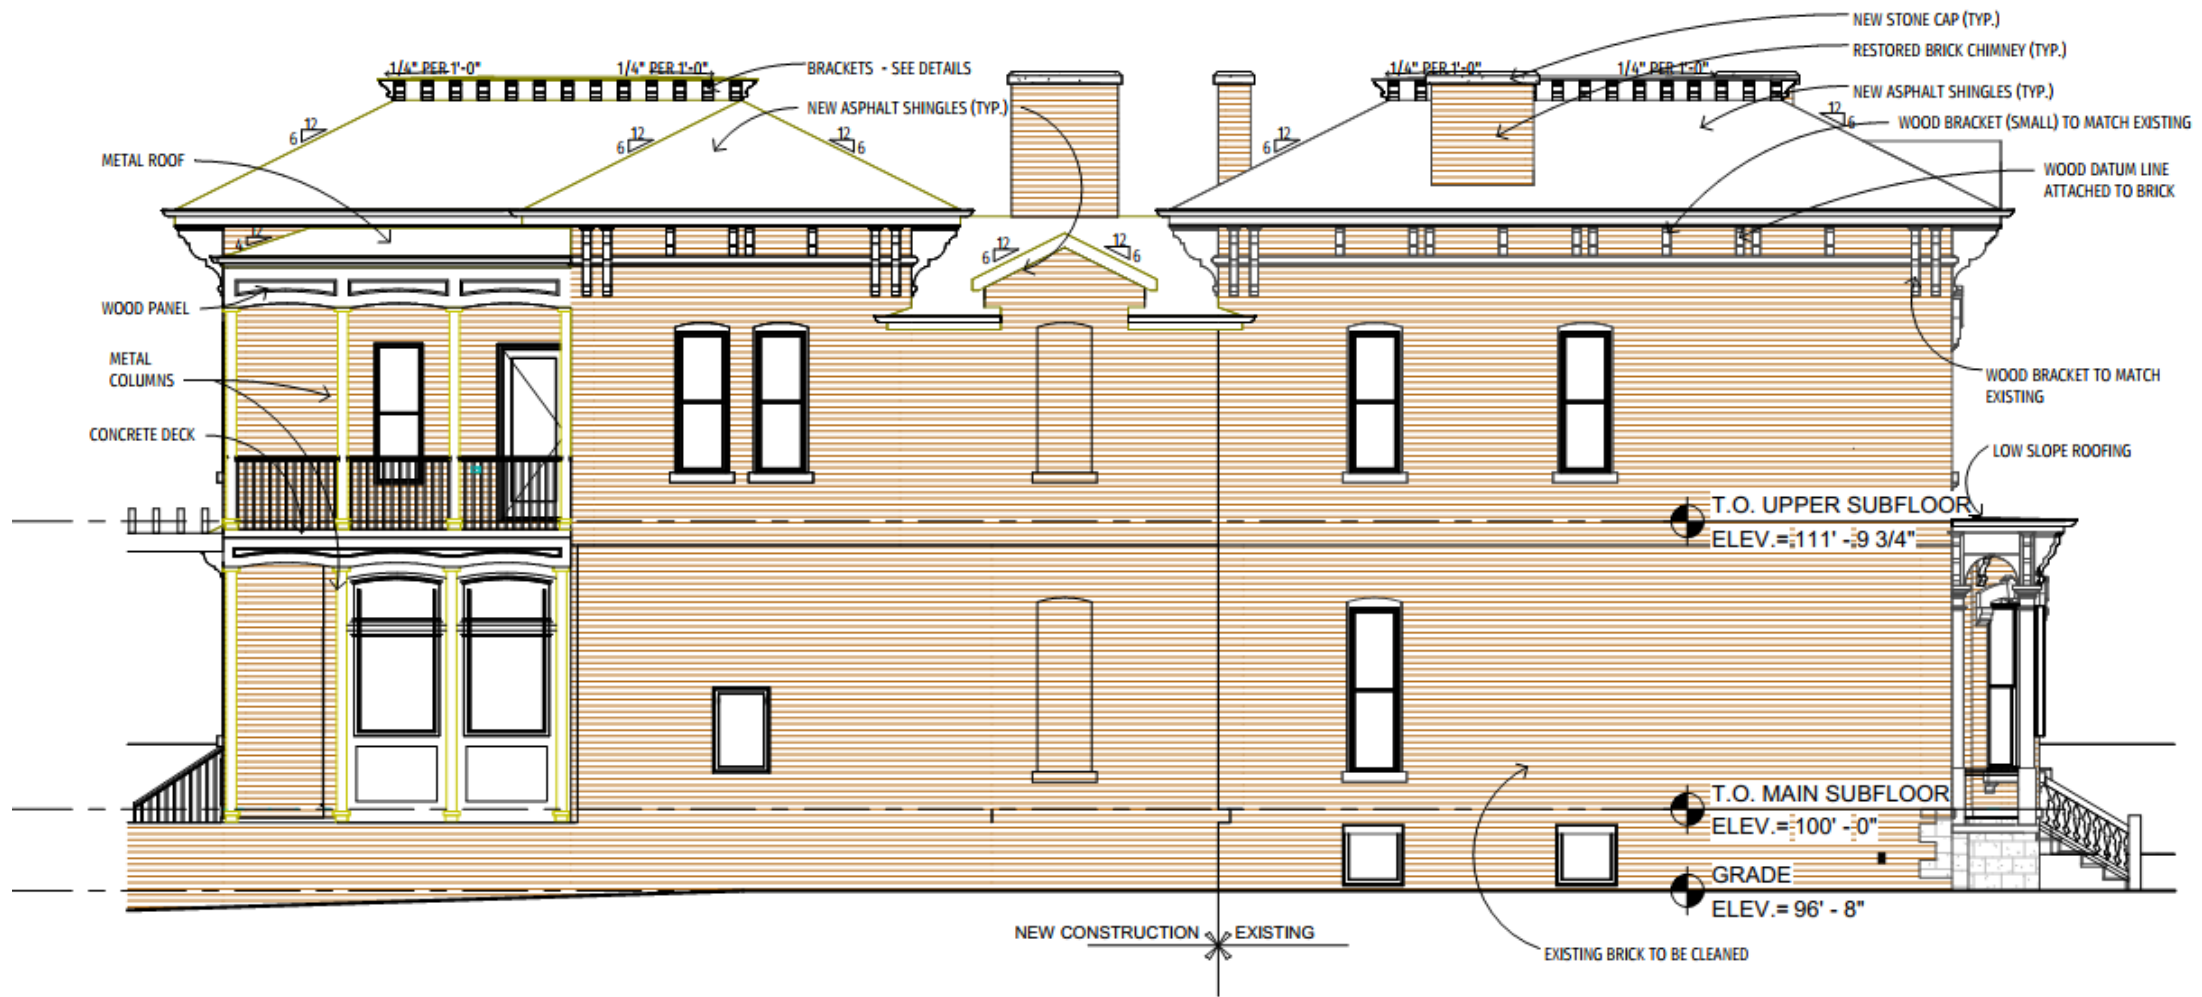 NEW STONE CAP (TYP.)
RESTORED BRICK CHIMNEY (TYP.)
1/4" PER 1'-0"
1/4" PER 1'-0"
BRACKETS - SEE DETAILS
1/4" PER 1'-0"
1/4" PER 1'-0"
NEW ASPHALT SHINGLES (TYP.)
NEW ASPHALT SHINGLES (TYP.)
12
6
WOOD BRACKET (SMALL) TO MATCH EXISTING
12
6
12
6
12
6
12
6
METAL ROOF
WOOD DATUM LINE
ATTACHED TO BRICK
12
4
12
6
12
6
WOOD PANEL
METAL
COLUMNS
WOOD BRACKET TO MATCH
EXISTING
CONCRETE DECK
LOW SLOPE ROOFING
T.O. UPPER SUBFLOOR
ELEV.= 111' - 9 3/4"
T.O. MAIN SUBFLOOR
ELEV.= 100' - 0"
GRADE
ELEV.= 96' - 8"
NEW CONSTRUCTION
EXISTING
EXISTING BRICK TO BE CLEANED